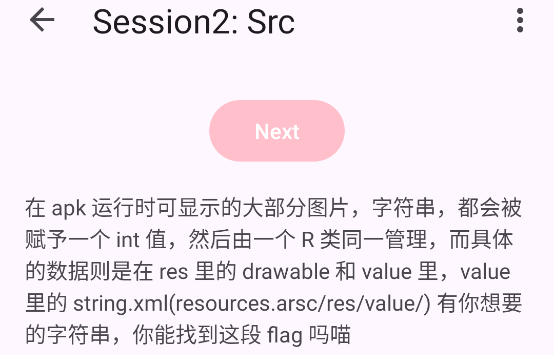 Session2: Src
Next
在 apk 运行时可显示的大部分图片，字符串，都会被
赋予一个 int 值，然后由一个 R 类同一管理，而具体
的数据则是在 res 里的 drawable 和 value 里，value
里的 string.xml(resources.arsc/res/value/) 有你想要
的字符串，你能找到这段 flag 吗喵